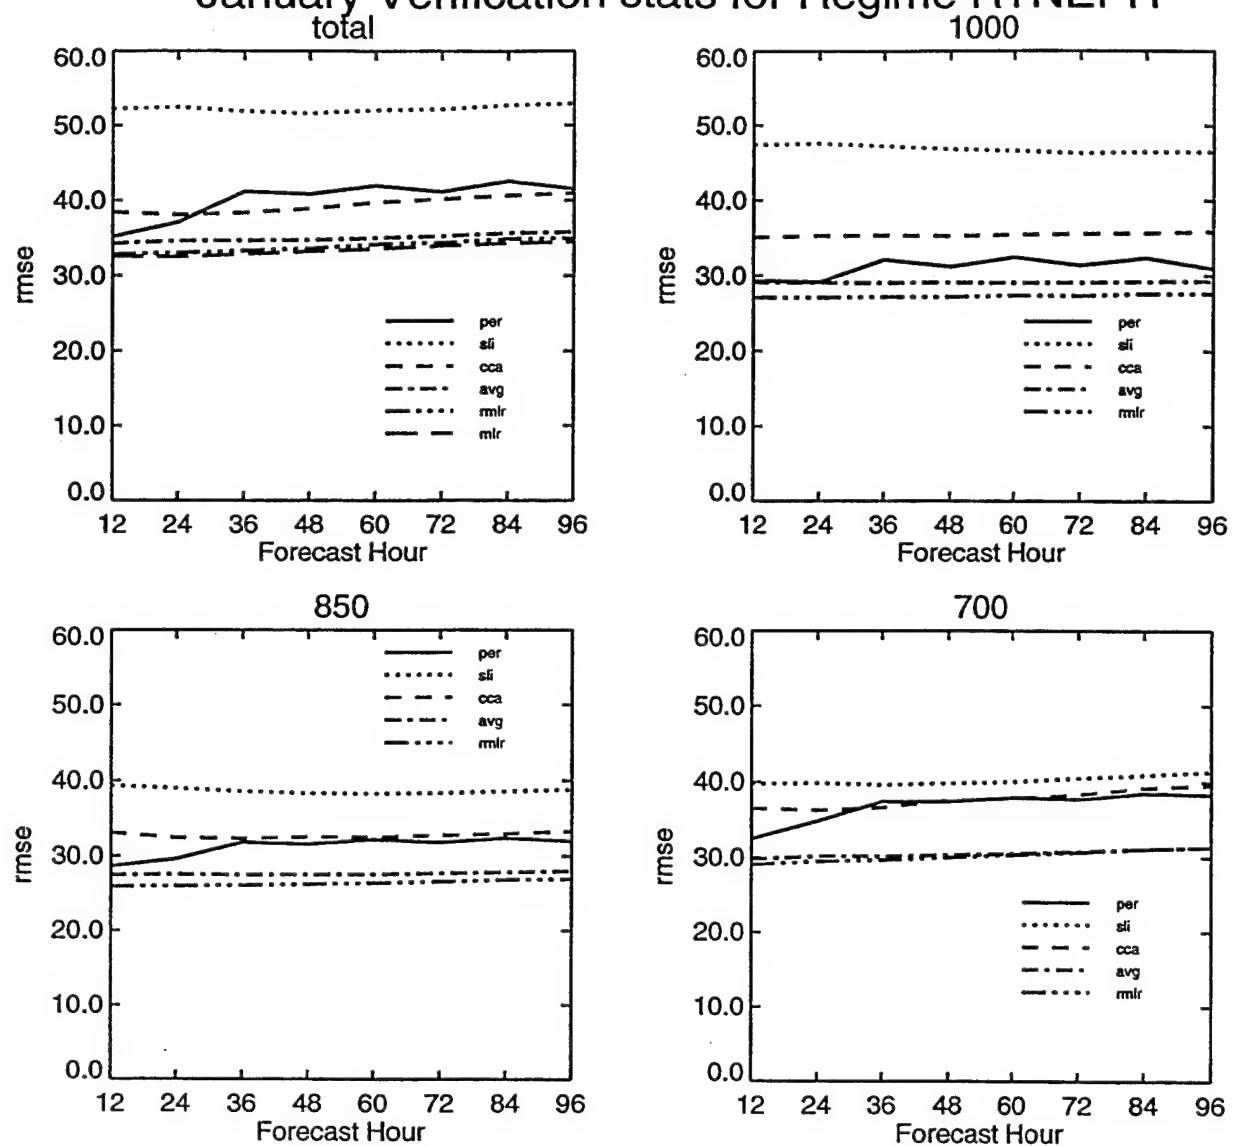 January Verification stats for Regime RTNEPH
total
60.0
50.0
40.0
30.0
20.0
10.0
0.0
rmse
per
sli
cca
avg
rmlr
mlr
12 24 36 48 60 72 84 96
Forecast Hour
1000
60.0
50.0
40.0
30.0
20.0
10.0
0.0
rmse
per
sli
cca
avg
rmlr
12 24 36 48 60 72 84 96
Forecast Hour
850
60.0
50.0
40.0
30.0
20.0
10.0
0.0
rmse
per
sli
cca
avg
rmlr
12 24 36 48 60 72 84 96
Forecast Hour
700
60.0
50.0
40.0
30.0
20.0
10.0
0.0
rmse
per
sli
cca
avg
rmlr
12 24 36 48 60 72 84 96
Forecast Hour